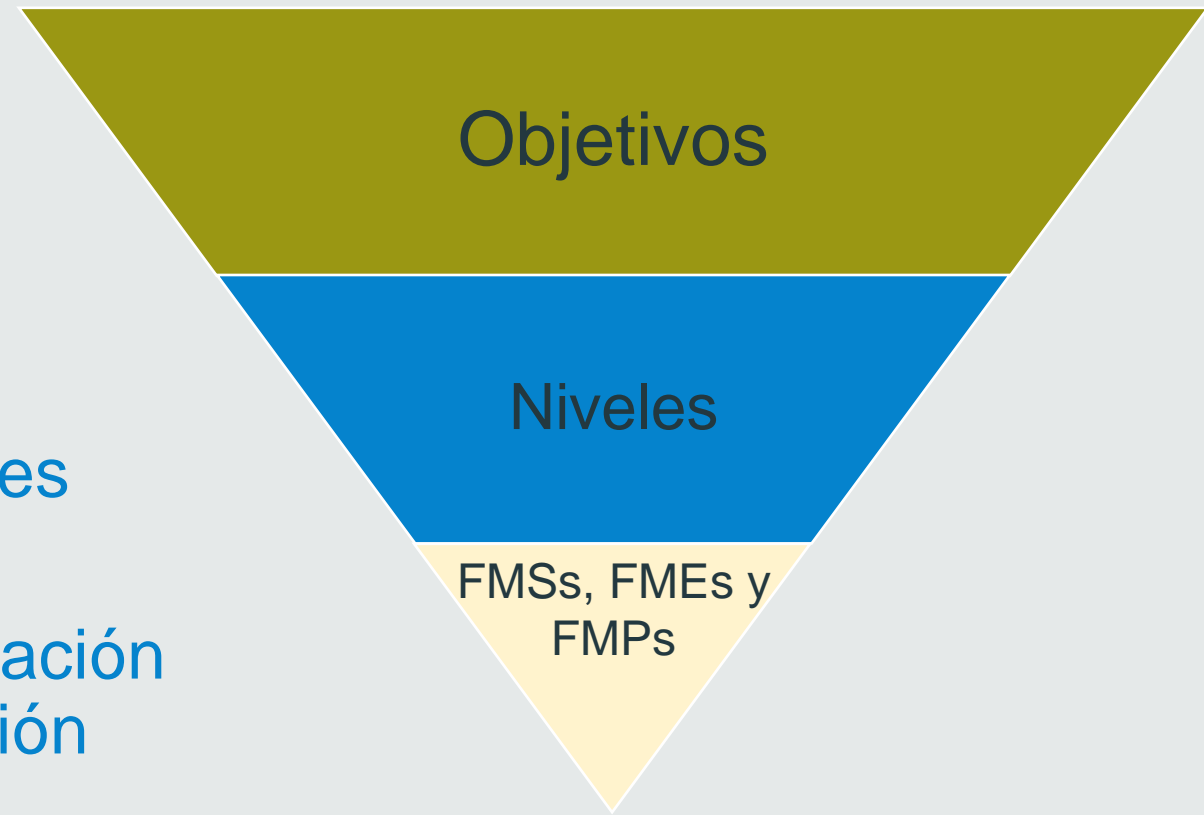 Objetivos
Niveles
es
FMSs, FMEs y
FMPs
ación
ión